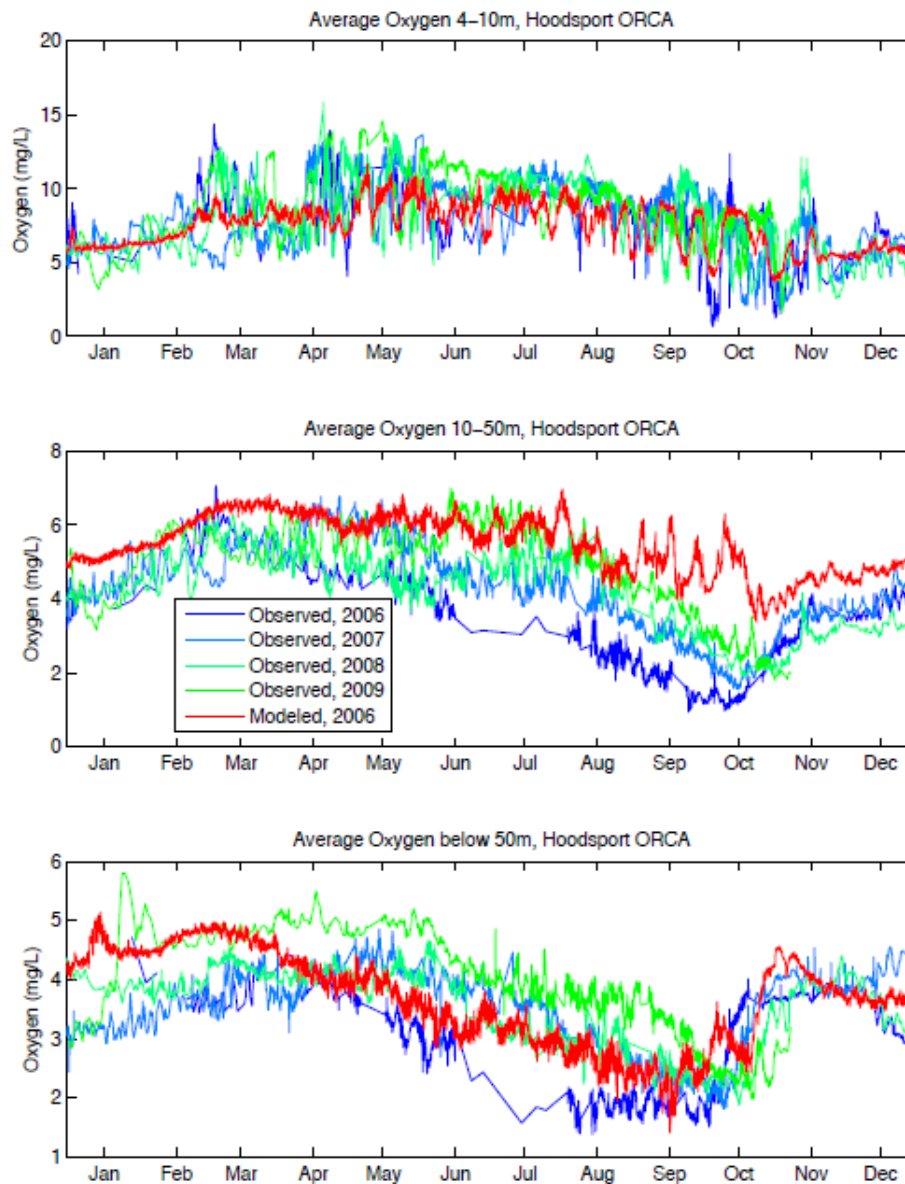 Average Oxygen 4–10m, Hoodsport ORCA
20
15
10
5
0
Oxygen (mg/L)
Jan Feb Mar Apr May Jun Jul Aug Sep Oct Nov Dec
Average Oxygen 10–50m, Hoodsport ORCA
8
6
4
2
0
Oxygen (mg/L)
Observed, 2006
Observed, 2007
Observed, 2008
Observed, 2009
Modeled, 2006
Jan Feb Mar Apr May Jun Jul Aug Sep Oct Nov Dec
Average Oxygen below 50m, Hoodsport ORCA
6
5
4
3
2
1
Oxygen (mg/L)
Jan Feb Mar Apr May Jun Jul Aug Sep Oct Nov Dec